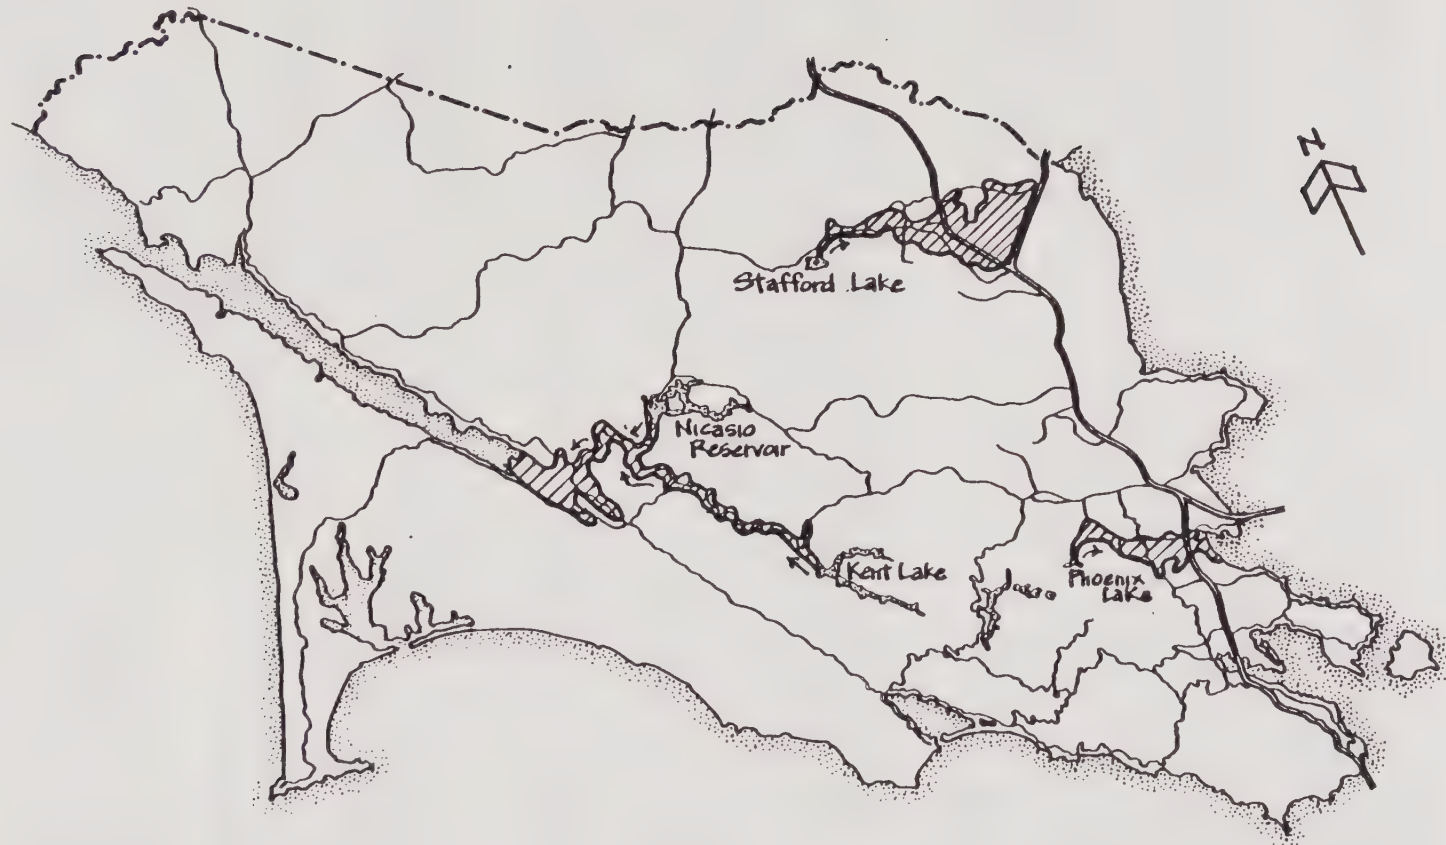 N
Stafford Lake
Nicasio
Reservoir
Kent Lake
Phoenix
Lake